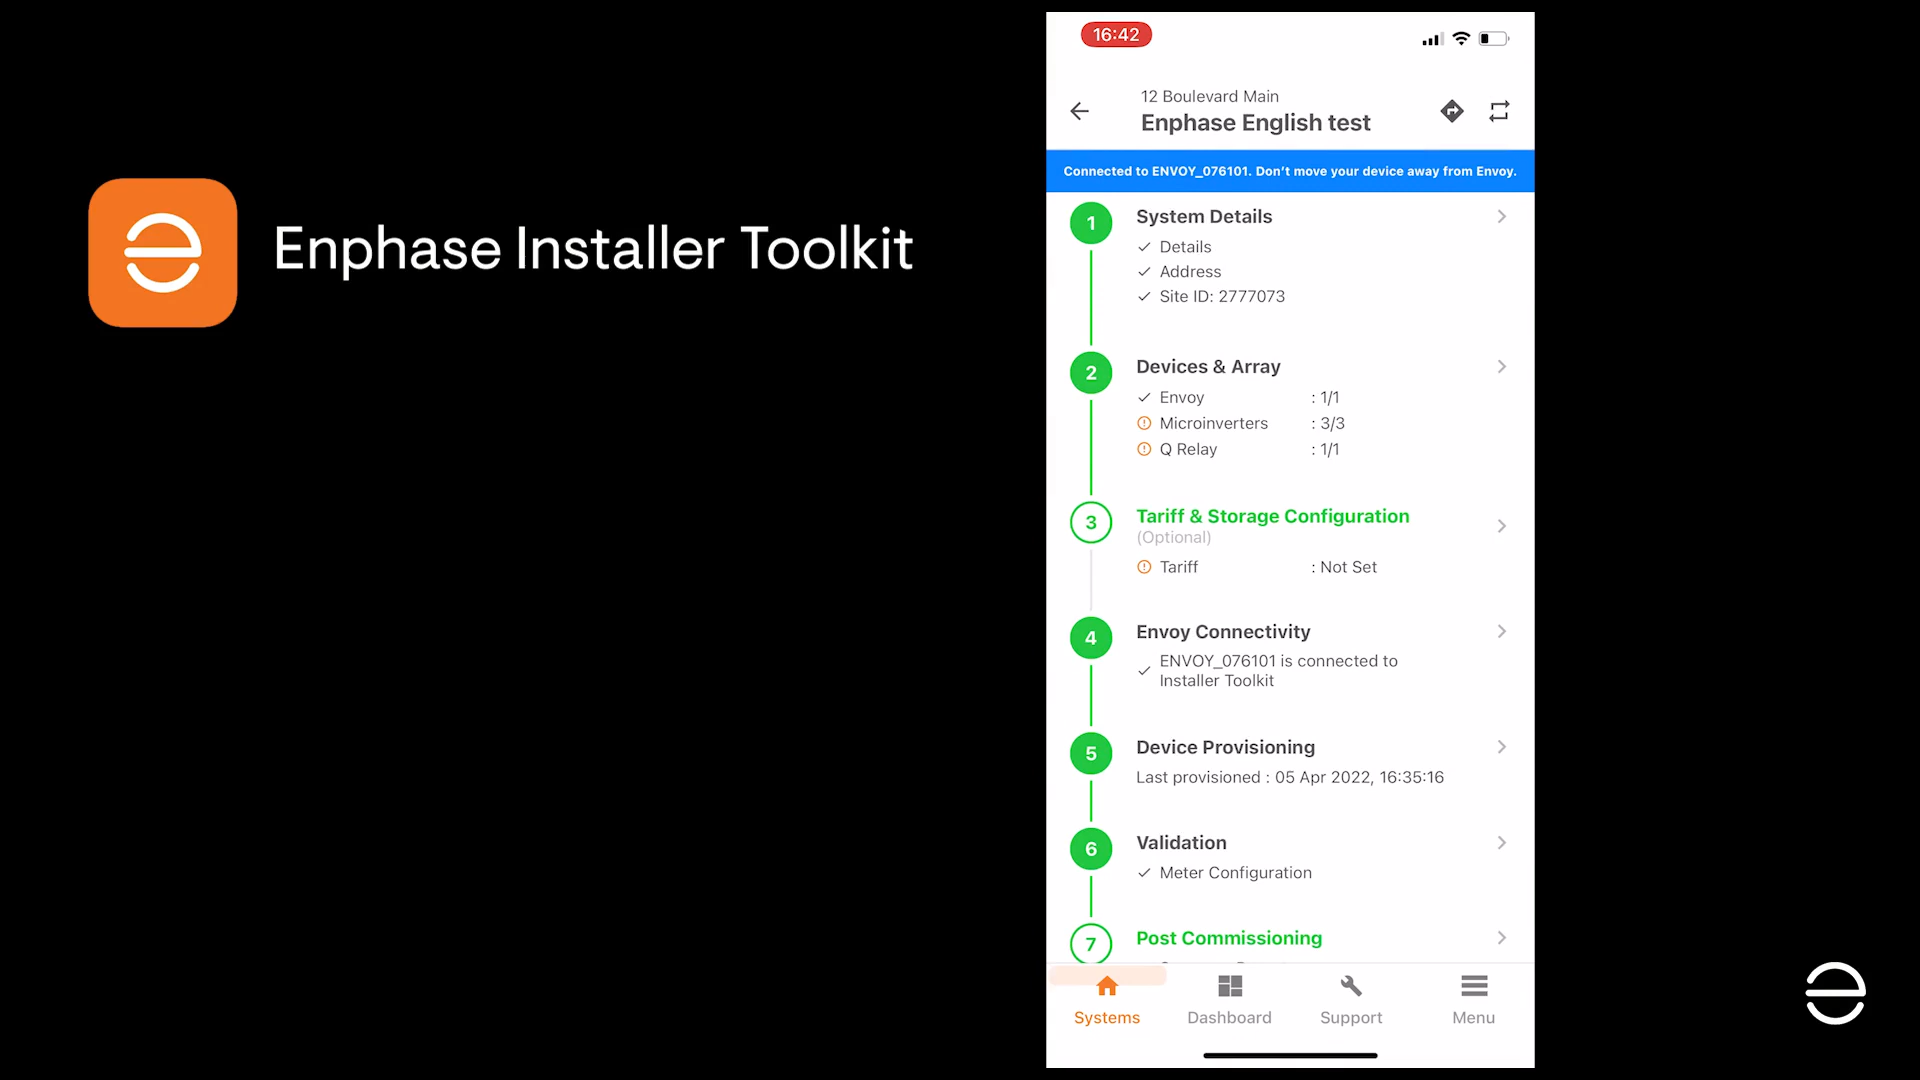 Enphase Installer Toolkit
16:42
12 Boulevard Main
Enphase English test
Connected to ENVOY_076101. Don't move your device away from Envoy.
1 System Details
Details
Address
Site ID: 2777073
2 Devices & Array
Envoy : 1/1
Microinverters : 3/3
Q Relay : 1/1
3 Tariff & Storage Configuration
(Optional)
Tariff : Not Set
4 Envoy Connectivity
ENVOY_076101 is connected to
Installer Toolkit
5 Device Provisioning
Last provisioned : 05 Apr 2022, 16:35:16
6 Validation
Meter Configuration
7 Post Commissioning
Systems Dashboard Support Menu